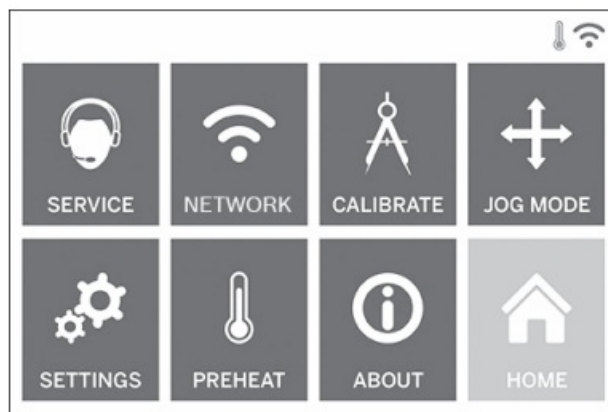 SERVICE
NETWORK
CALIBRATE
JOG MODE
SETTINGS
PREHEAT
ABOUT
HOME